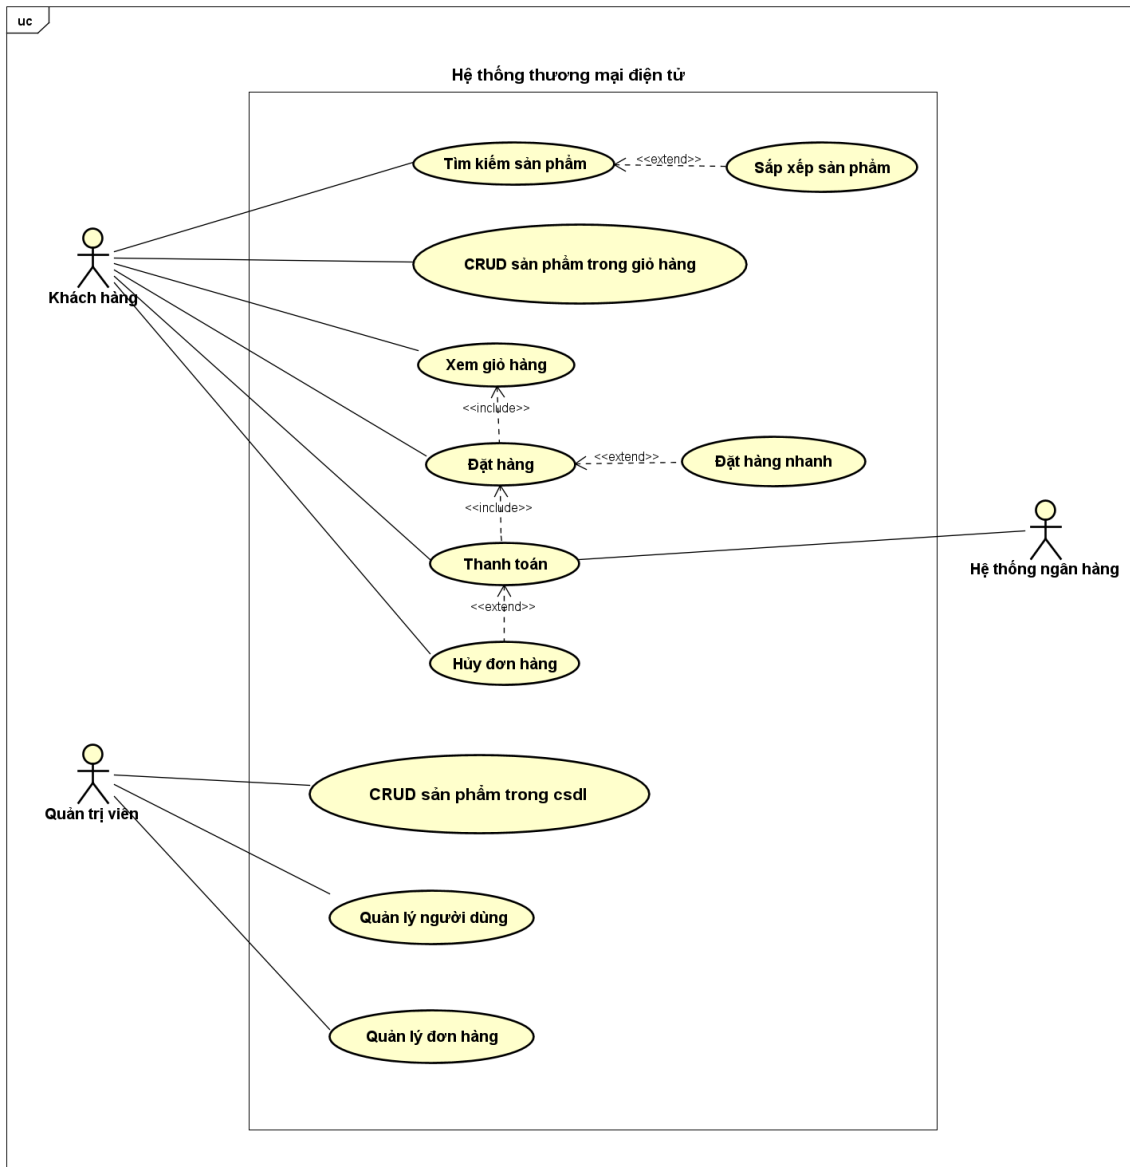 uc
Hệ thống thương mại điện tử
Tìm kiếm sản phẩm
<<extend>>
Sắp xếp sản phẩm
CRUD sản phẩm trong giỏ hàng
Khách hàng
Xem giỏ hàng
<<include>>
Đặt hàng
<<extend>>
Đặt hàng nhanh
<<include>>
Thanh toán
Hệ thống ngân hàng
<<extend>>
Hủy đơn hàng
CRUD sản phẩm trong csdl
Quản trị viên
Quản lý người dùng
Quản lý đơn hàng